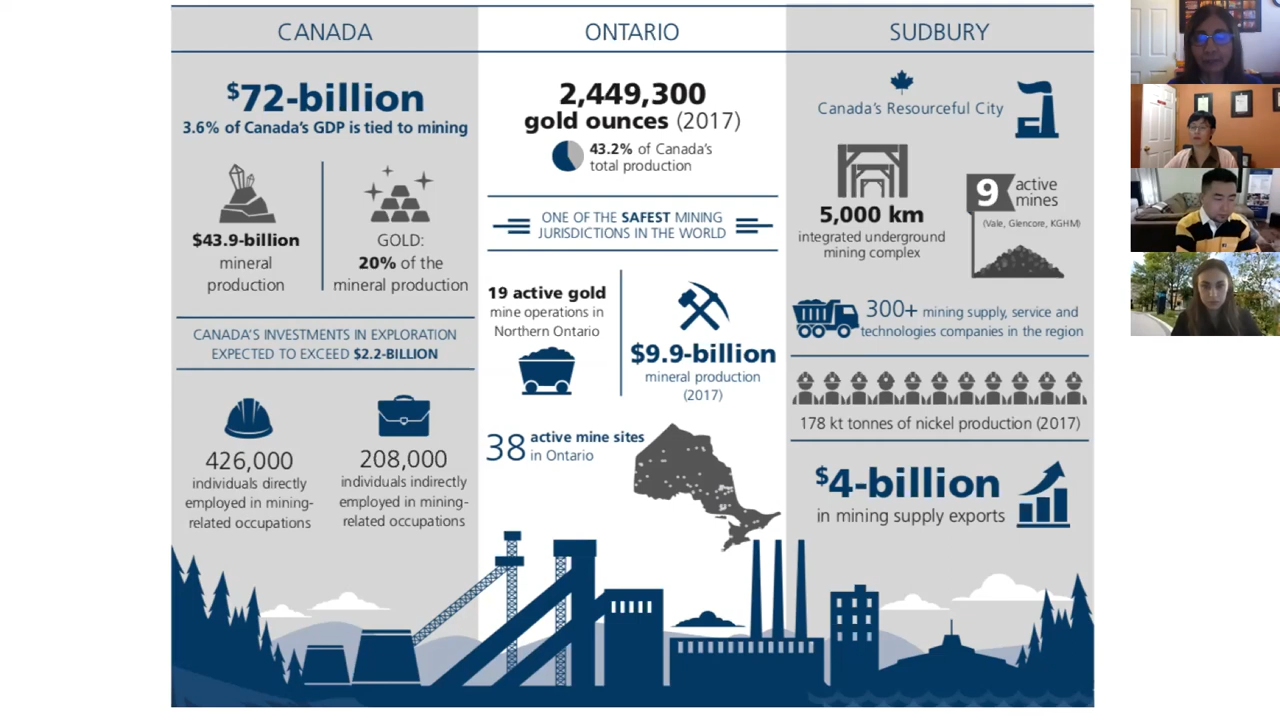 CANADA
$72-billion
3.6% of Canada's GDP is tied to mining
$43.9-billion
mineral
production
GOLD:
20% of the
mineral production
CANADA'S INVESTMENTS IN EXPLORATION
EXPECTED TO EXCEED $2.2-BILLION
426,000
individuals directly
employed in mining-
related occupations
208,000
individuals indirectly
employed in mining-
related occupations
ONTARIO
2,449,300
gold ounces (2017)
43.2% of Canada's
total production
ONE OF THE SAFEST MINING
JURISDICTIONS IN THE WORLD
19 active gold
mine operations in
Northern Ontario
$9.9-billion
mineral production
(2017)
38 active mine sites
in Ontario
SUDBURY
Canada's Resourceful City
5,000 km
integrated underground
mining complex
9 active
mines
(Vale, Glencore, KGHM)
300+ mining supply, service and
technologies companies in the region
178 kt tonnes of nickel production (2017)
$4-billion
in mining supply exports